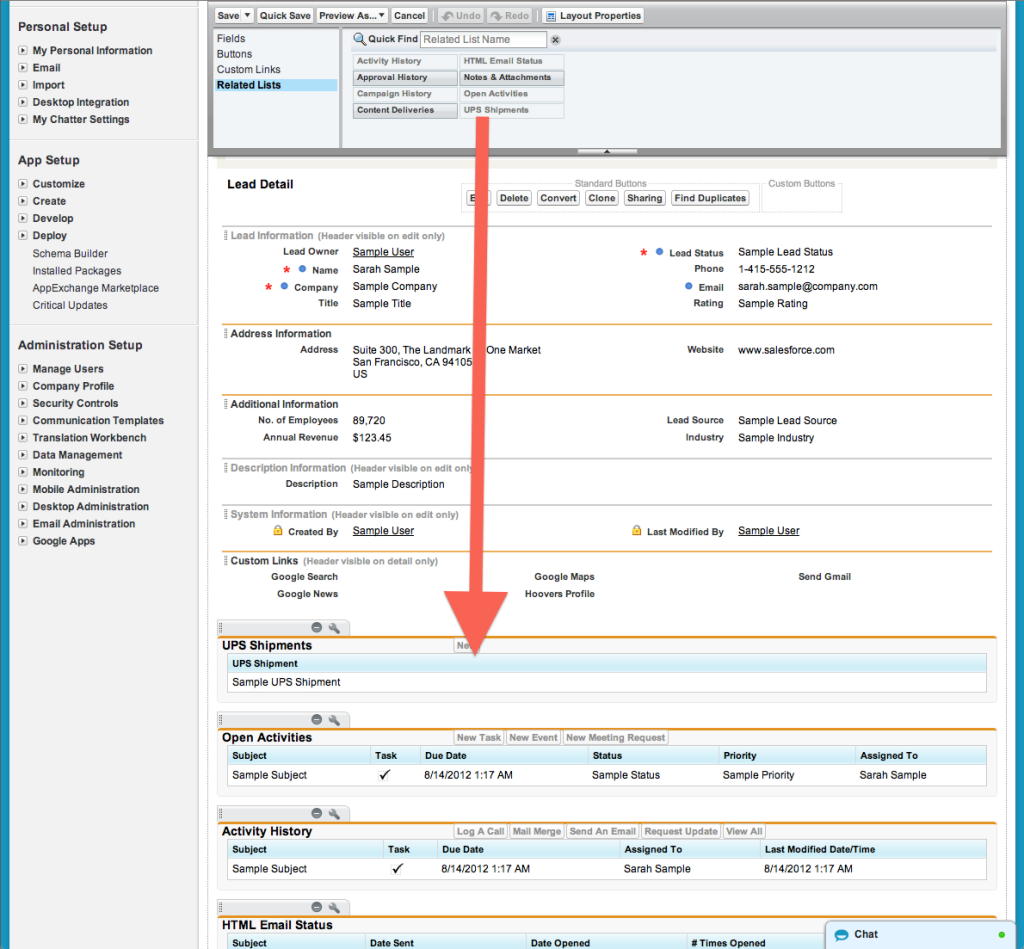 Personal Setup
My Personal Information
Email
Import
Desktop Integration
My Chatter Settings
App Setup
Customize
Create
Develop
Deploy
Schema Builder
Installed Packages
AppExchange Marketplace
Critical Updates
Administration Setup
Manage Users
Company Profile
Security Controls
Communication Templates
Translation Workbench
Data Management
Monitoring
Mobile Administration
Desktop Administration
Email Administration
Google Apps
Save Quick Save Preview As... Cancel Undo Redo Layout Properties
Fields
Buttons
Custom Links
Related Lists
Quick Find Related List Name
Activity History HTML Email Status
Approval History Notes & Attachments
Campaign History Open Activities
Content Deliveries UPS Shipments
Lead Detail
Standard Buttons Custom Buttons
Delete Convert Clone Sharing Find Duplicates
Lead Information (Header visible on edit only)
Lead Owner Sample User Lead Status Sample Lead Status
* Name Sarah Sample Phone 1-415-555-1212
* Company Sample Company Email sarah.sample@company.com
Title Sample Title Rating Sample Rating
Address Information
Address Suite 300, The Landmark One Market Website www.salesforce.com
San Francisco, CA 94105
US
Additional Information
No. of Employees 89,720 Lead Source Sample Lead Source
Annual Revenue $123.45 Industry Sample Industry
Description Information (Header visible on edit only
Description Sample Description
System Information (Header visible on edit only)
Created By Sample User Last Modified By Sample User
Custom Links (Header visible on detail only)
Google Search Google Maps Send Gmail
Google News Hoovers Profile
UPS Shipments
UPS Shipment
Sample UPS Shipment
Open Activities New Task New Event New Meeting Request
Subject Task Due Date Status Priority Assigned To
Sample Subject ✓ 8/14/2012 1:17 AM Sample Status Sample Priority Sarah Sample
Activity History Log A Call Mail Merge Send An Email Request Update View All
Subject Task Due Date Assigned To Last Modified Date/Time
Sample Subject ✓ 8/14/2012 1:17 AM Sarah Sample 8/14/2012 1:17 AM
HTML Email Status
Subject Date Sent Date Opened # Times Opened
Chat